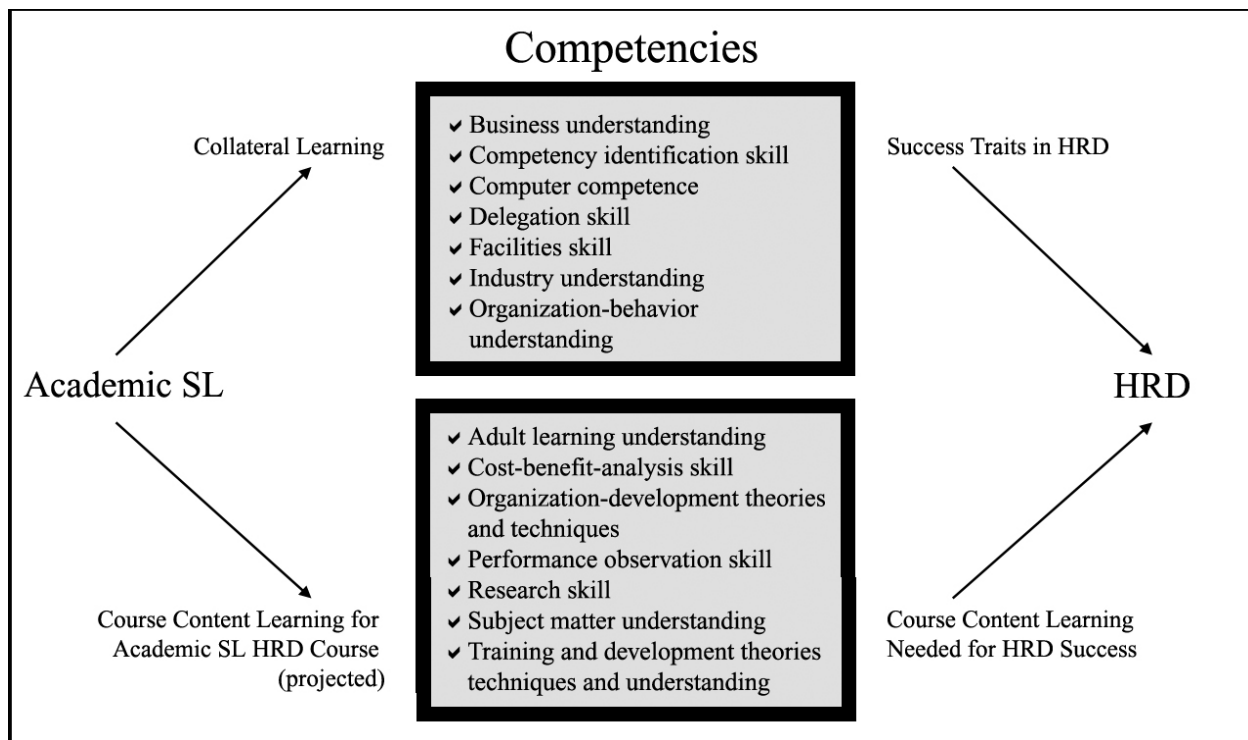 Competencies
Collateral Learning
✔ Business understanding
✔ Competency identification skill
✔ Computer competence
✔ Delegation skill
✔ Facilities skill
✔ Industry understanding
✔ Organization-behavior
understanding
Success Traits in HRD
Academic SL
HRD
Course Content Learning for
Academic SL HRD Course
(projected)
✔ Adult learning understanding
✔ Cost-benefit-analysis skill
✔ Organization-development theories
and techniques
✔ Performance observation skill
✔ Research skill
✔ Subject matter understanding
✔ Training and development theories
techniques and understanding
Course Content Learning
Needed for HRD Success